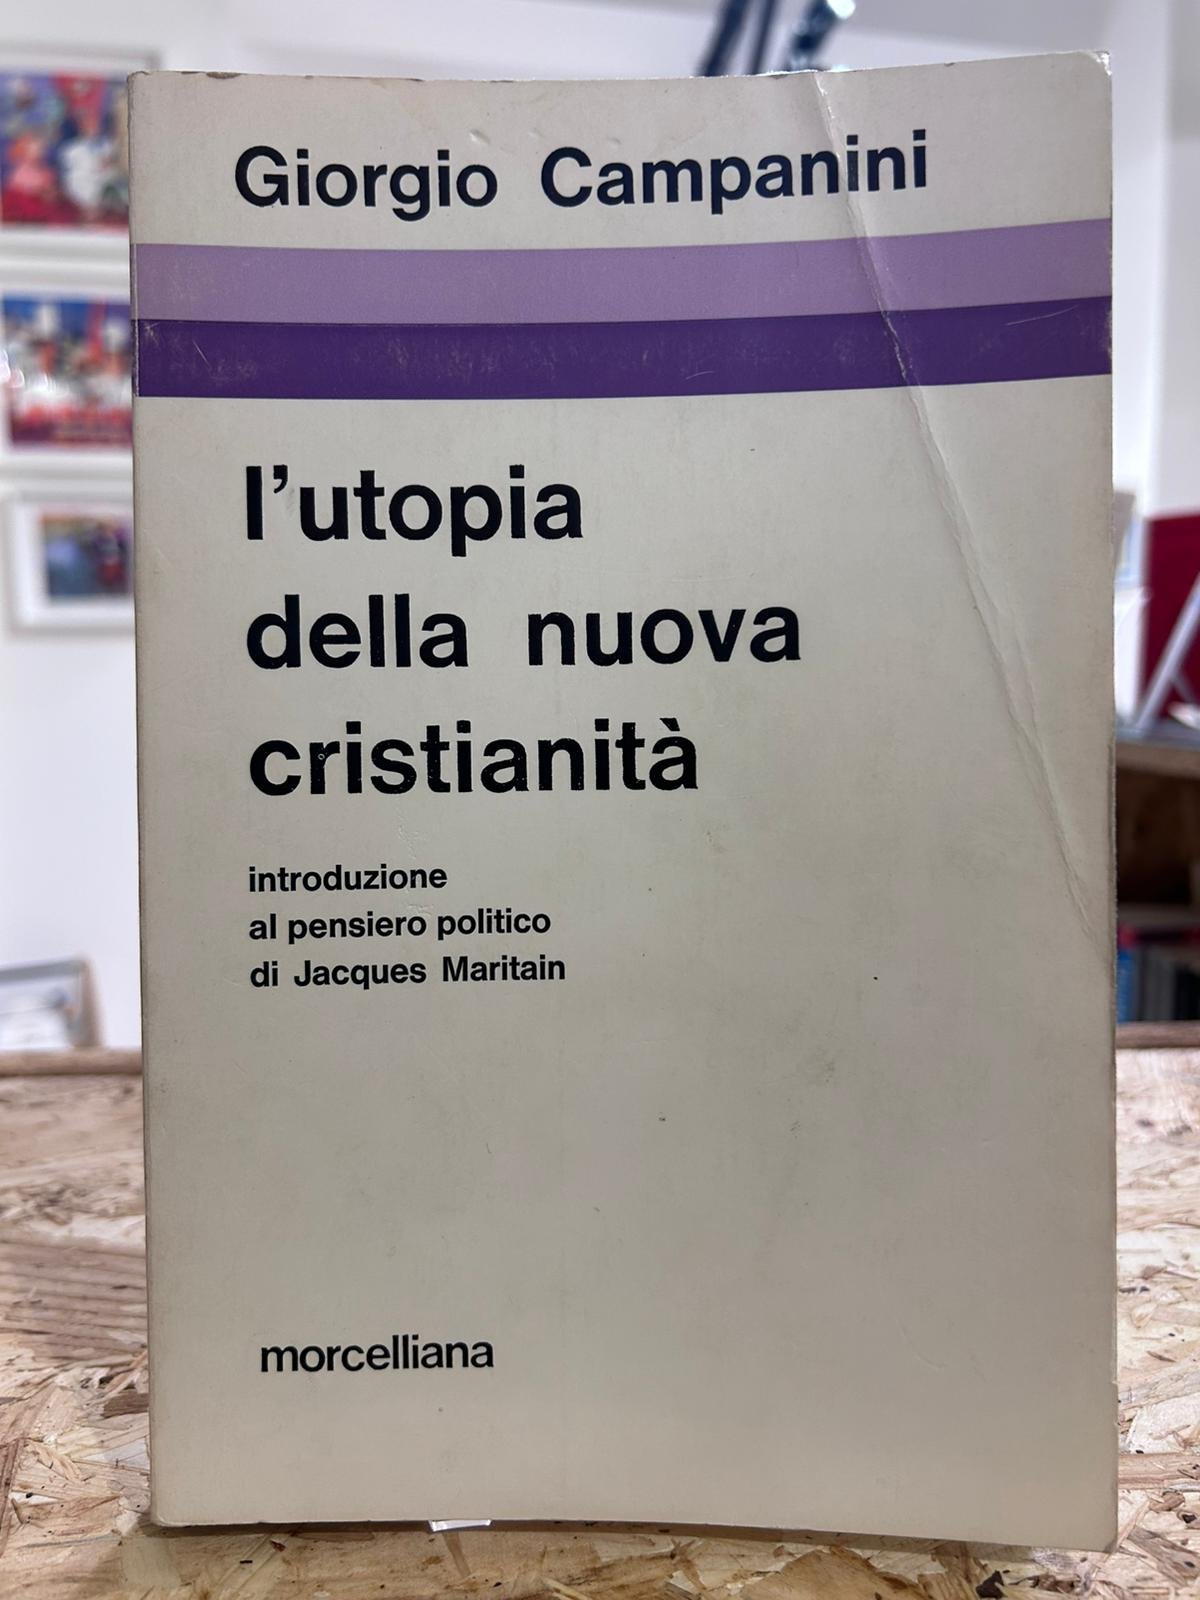 Giorgio Campanini
l'utopia
della nuova
cristianità
introduzione
al pensiero politico
di Jacques Maritain
morcelliana